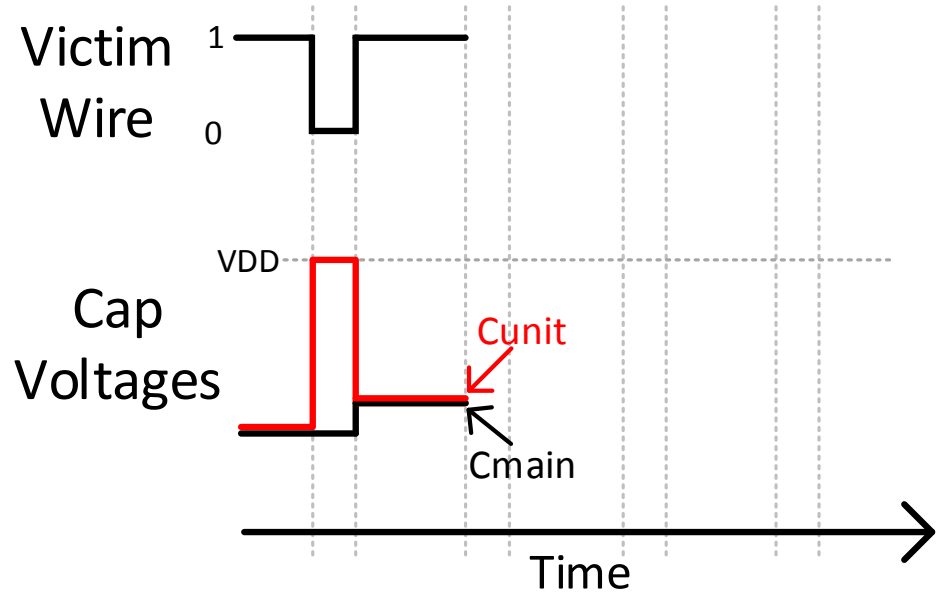 Victim
Wire
1
0
VDD
Cap
Voltages
Cunit
Cmain
Time